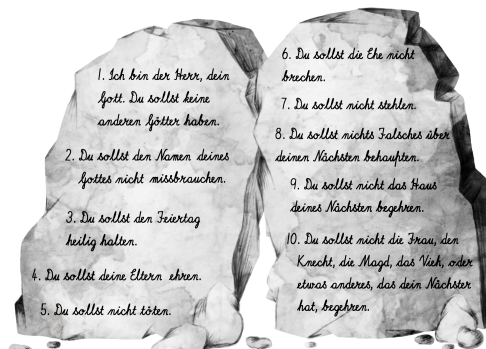 1. Ich bin der Herr, dein
Gott. Du sollst keine
anderen Götter haben.
2. Du sollst den Namen deines
Gottes nicht missbrauchen.
3. Du sollst den Feiertag
heilig halten.
4. Du sollst deine Eltern ehren.
5. Du sollst nicht töten.
6. Du sollst die Ehe nicht
brechen.
7. Du sollst nicht stehlen.
8. Du sollst nichts Falsches über
deinen Nächsten behaupten.
9. Du sollst nicht das Haus
deines Nächsten begehren.
10. Du sollst nicht die Frau, den
Knecht, die Magd, das Vieh, oder
etwas anderes, das dein Nächster
hat, begehren.